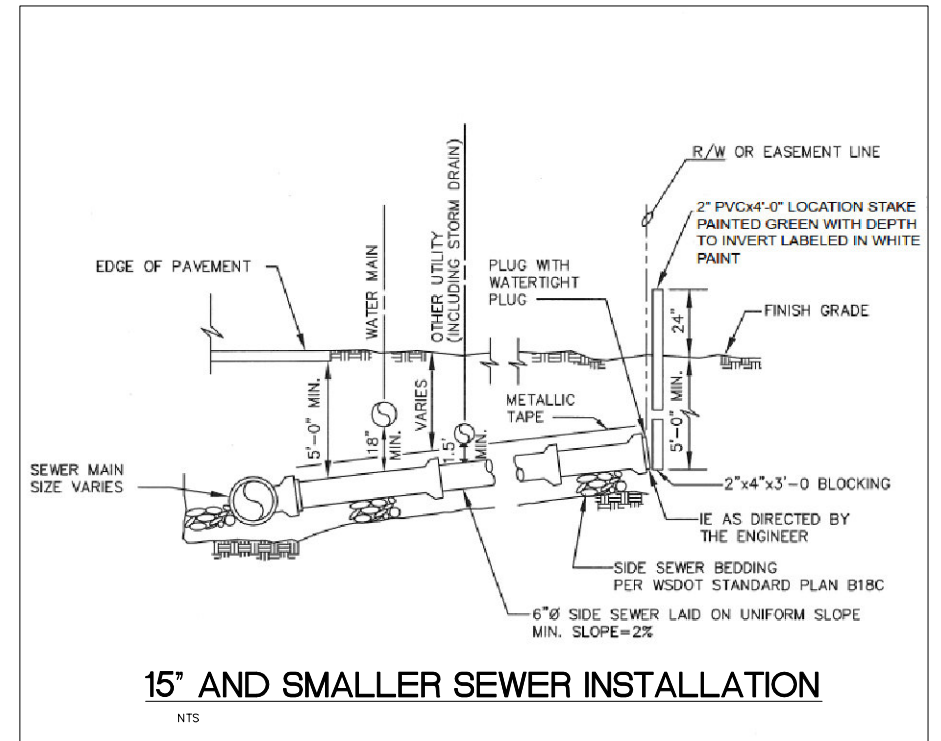 R/W OR EASEMENT LINE
2" PVCx4'-0" LOCATION STAKE
PAINTED GREEN WITH DEPTH
TO INVERT LABELED IN WHITE
PAINT
EDGE OF PAVEMENT
WATER MAIN
OTHER UTILITY
(INCLUDING STORM DRAIN)
PLUG WITH
WATERTIGHT
PLUG
24"
FINISH GRADE
5'-0" MIN.
18"
MIN.
VARIES
1.5'
MIN.
METALLIC
TAPE
5'-0" MIN.
SEWER MAIN
SIZE VARIES
2"x4"x3'-0 BLOCKING
IE AS DIRECTED BY
THE ENGINEER
SIDE SEWER BEDDING
PER WSDOT STANDARD PLAN B18C
6"Ø SIDE SEWER LAID ON UNIFORM SLOPE
MIN. SLOPE=2%
15" AND SMALLER SEWER INSTALLATION
NTS